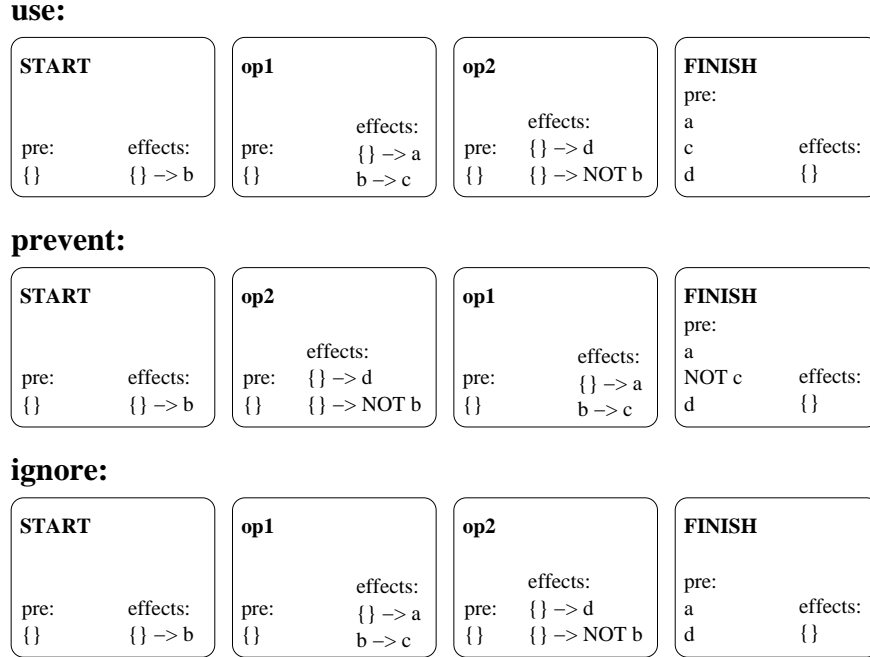 use:
START
pre:
{}
effects:
{} –> b
op1
pre:
{}
effects:
{} –> a
b –> c
op2
pre:
{}
effects:
{} –> d
{} –> NOT b
FINISH
pre:
a
c
d
effects:
{}
prevent:
START
pre:
{}
effects:
{} –> b
op2
pre:
{}
effects:
{} –> d
{} –> NOT b
op1
pre:
{}
effects:
{} –> a
b –> c
FINISH
pre:
a
NOT c
d
effects:
{}
ignore:
START
pre:
{}
effects:
{} –> b
op1
pre:
{}
effects:
{} –> a
b –> c
op2
pre:
{}
effects:
{} –> d
{} –> NOT b
FINISH
pre:
a
d
effects:
{}